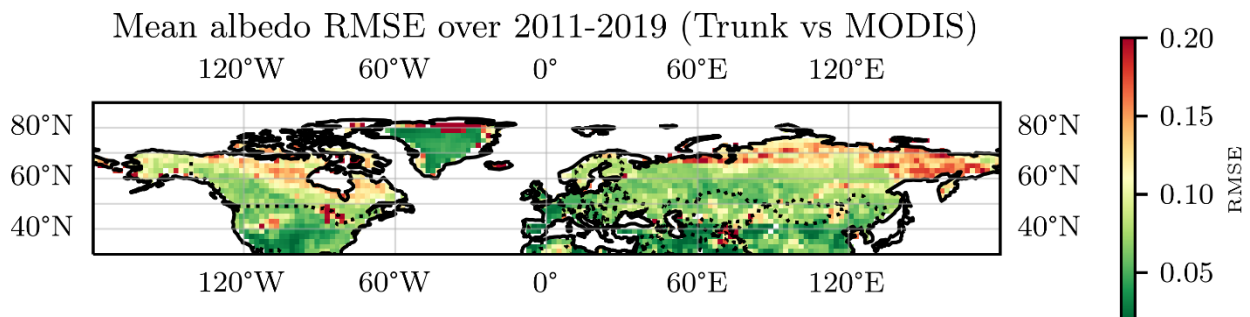 Mean albedo RMSE over 2011-2019 (Trunk vs MODIS)
120°W 60°W 0° 60°E 120°E
80°N 80°N
60°N 60°N
40°N 40°N
120°W 60°W 0° 60°E 120°E
0.20
0.15
0.10
0.05
RMSE